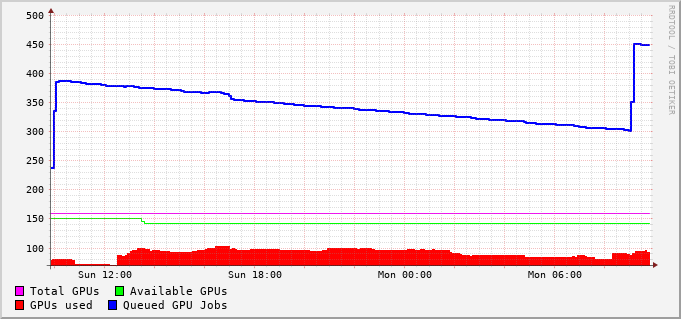 500
450
400
350
300
250
200
150
100
Sun 12:00 Sun 18:00 Mon 00:00 Mon 06:00
Total GPUs Available GPUs
GPUs used Queued GPU Jobs
RRDTOOL / TOBI OETIKER